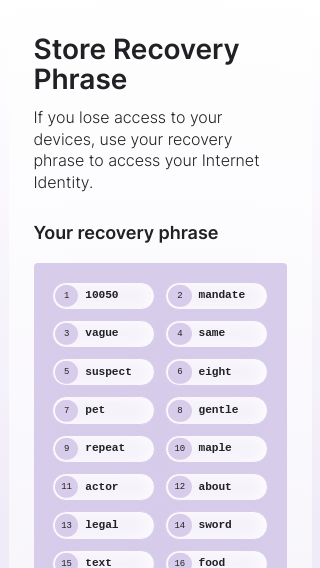 Store Recovery
Phrase
If you lose access to your
devices, use your recovery
phrase to access your Internet
Identity.
Your recovery phrase
1 10050 2 mandate
3 vague 4 same
5 suspect 6 eight
7 pet 8 gentle
9 repeat 10 maple
11 actor 12 about
13 legal 14 sword
15 text 16 food